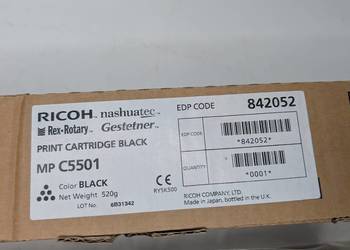 RICOH nashuatec
Rex-Rotary Gestetner
EDP CODE 842052
PRINT CARTRIDGE BLACK
MP C5501
EDP CODE
*842052*
QUANTITY
*0001*
Color BLACK
Net Weight. 520g
LOT No. 6B31342
RY5K500
RICOH COMPANY, LTD.
Made in Japan, bottled in U.K.